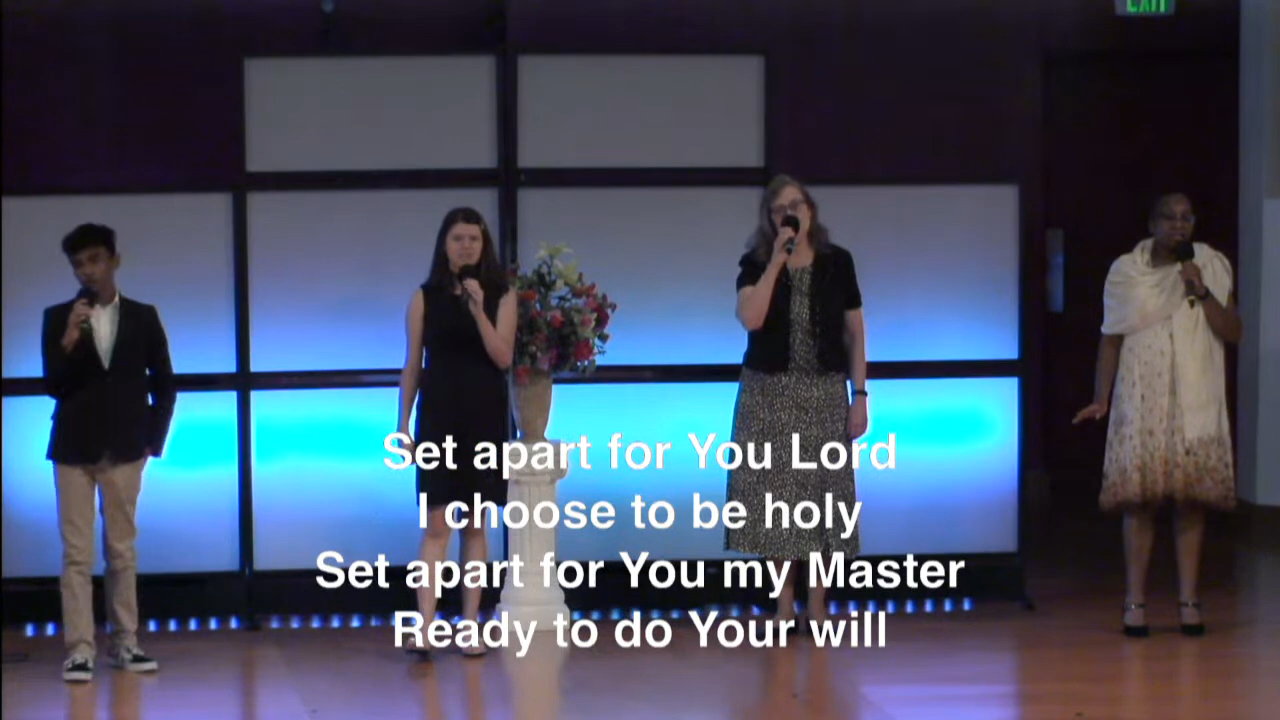 EXIT
Set apart for You Lord
I choose to be holy
Set apart for You my Master
Ready to do Your will